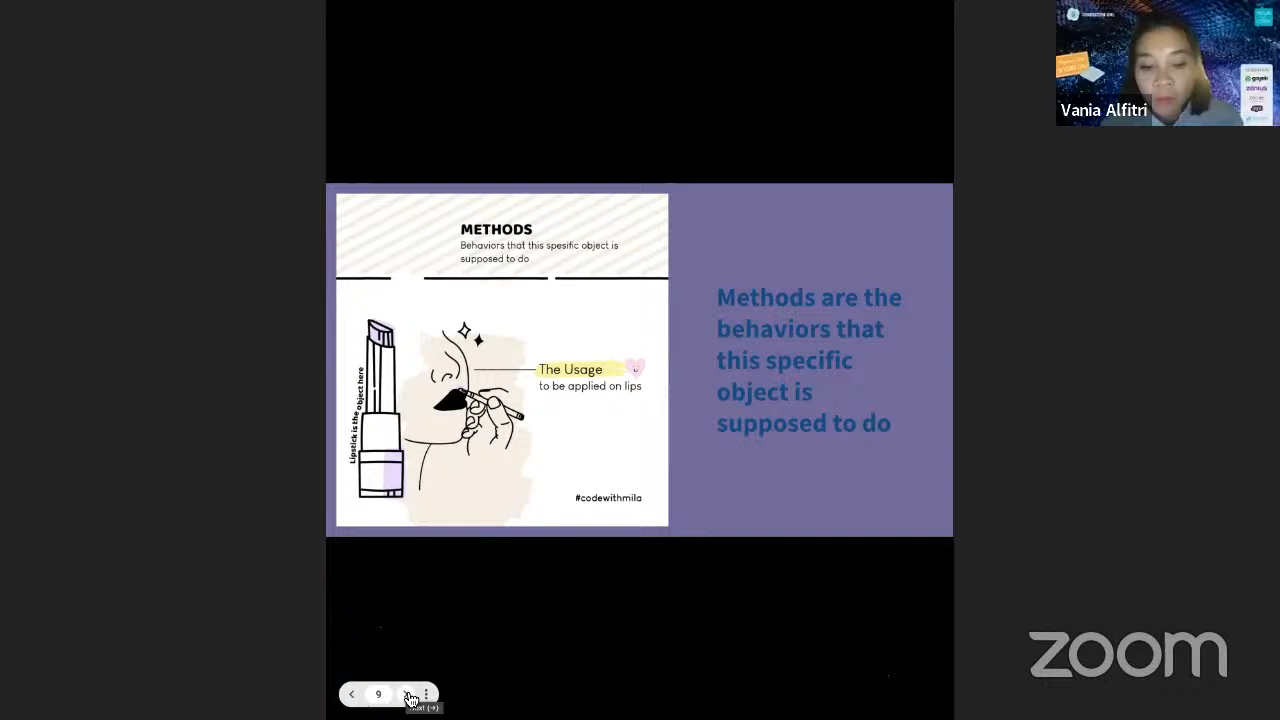 Vania Alfitri
gojek
zenius
METHODS
Behaviors that this spesific object is
supposed to do
Lipstick is the object here
The Usage
to be applied on lips
#codewithmila
Methods are the
behaviors that
this specific
object is
supposed to do
9
zoom